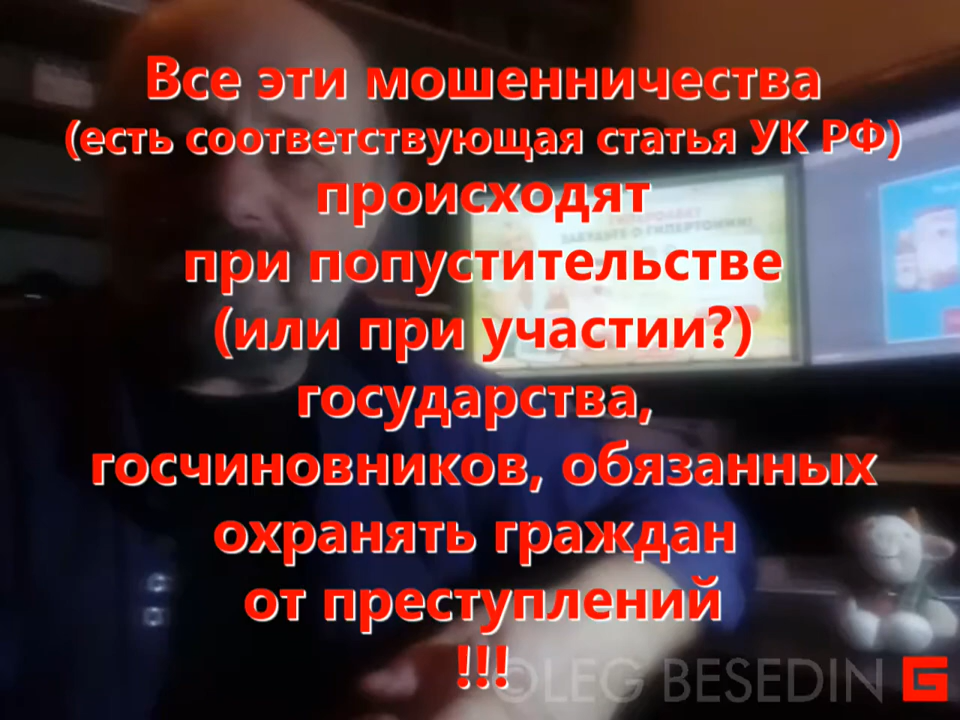 Все эти мошенничества
(есть соответствующая статья УК РФ)
происходят
ГИПЕРТОНИИ!
при попустительстве
(или при участии?)
государства,
госчиновников, обязанных
охранять граждан
от преступлений
!!!
©OLEG BESEDIN